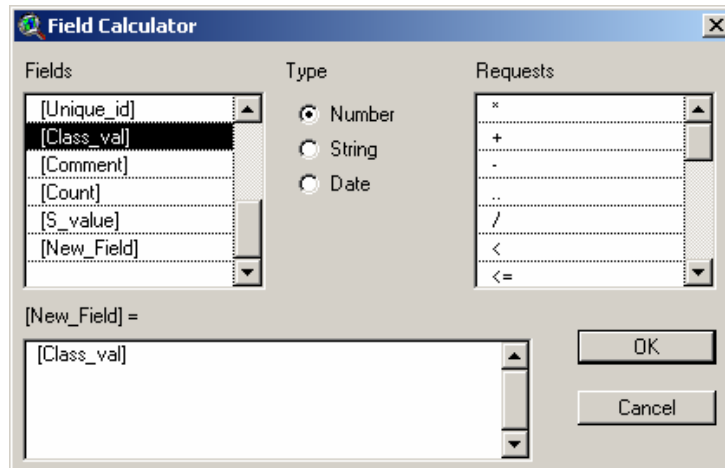 Field Calculator
Fields
[Unique_id]
[Class_val]
[Comment]
[Count]
[S_value]
[New_Field]
Type
Number
String
Date
Requests
*
+
-
..
/
<
<=
[New_Field] =
[Class_val]
OK
Cancel